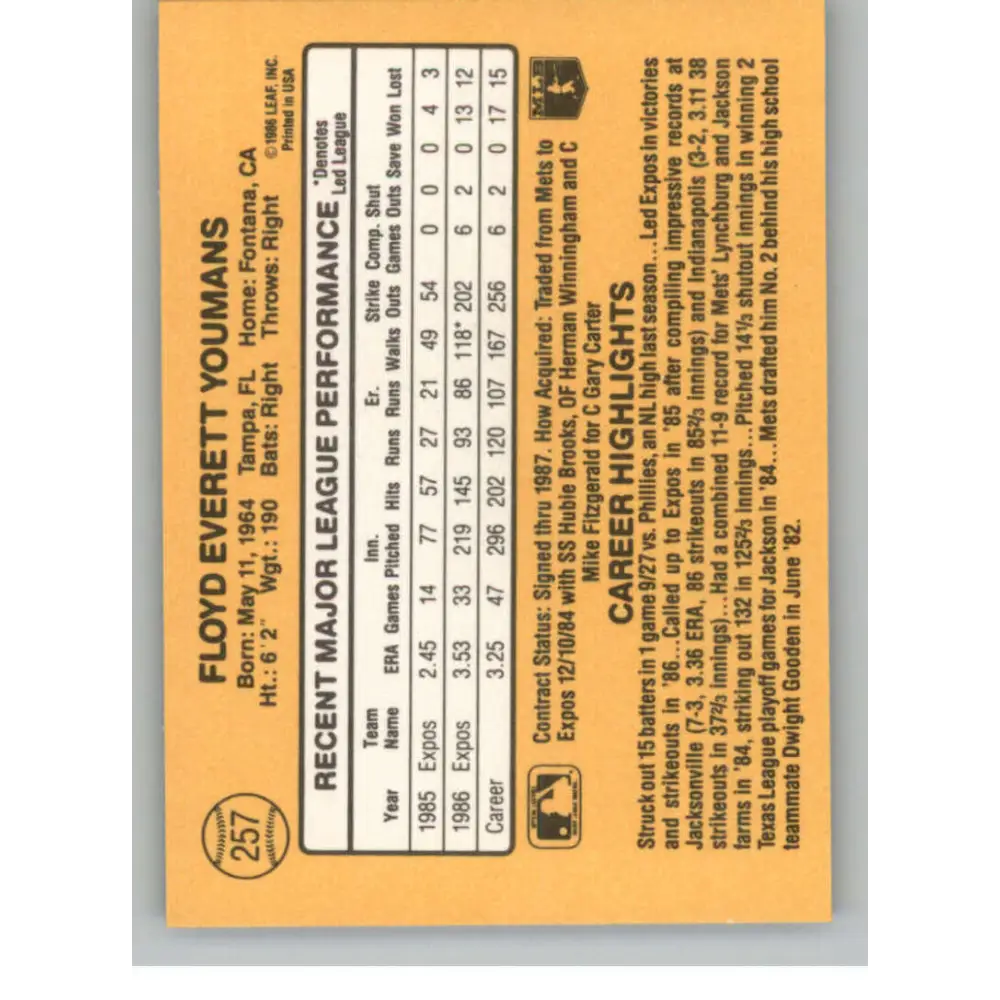 257
FLOYD EVERETT YOUMANS
Born: May 11, 1964 Tampa, FL Home: Fontana, CA
Ht.: 6'2" Wgt.: 190 Bats: Right Throws: Right
©1986 LEAF, INC.
Printed in USA
RECENT MAJOR LEAGUE PERFORMANCE *Denotes Led League
Year Team Name ERA Games Inn. Pitched Hits Runs Er. Runs Walks Strike Outs Comp. Games Shut Outs Save Won Lost
1985 Expos 2.45 14 77 57 27 21 49 54 0 0 0 4 3
1986 Expos 3.53 33 219 145 93 86 118* 202 6 2 0 13 12
Career 3.25 47 296 202 120 107 167 256 6 2 0 17 15
MLB
Contract Status: Signed thru 1987. How Acquired: Traded from Mets to
Expos 12/10/84 with SS Hubie Brooks, OF Herman Winningham and C
Mike Fitzgerald for C Gary Carter
CAREER HIGHLIGHTS
Struck out 15 batters in 1 game 9/27 vs. Phillies, an NL high last season...Led Expos in victories
and strikeouts in '86...Called up to Expos in '85 after compiling impressive records at
Jacksonville (7-3, 3.36 ERA, 86 strikeouts in 85⅔ innings) and Indianapolis (3-2, 3.11 38
strikeouts in 37⅔ innings)...Had a combined 11-9 record for Mets' Lynchburg and Jackson
farms in '84, striking out 132 in 125⅔ innings...Pitched 14⅓ shutout innings in winning 2
Texas League playoff games for Jackson in '84...Mets drafted him No. 2 behind his high school
teammate Dwight Gooden in June '82.